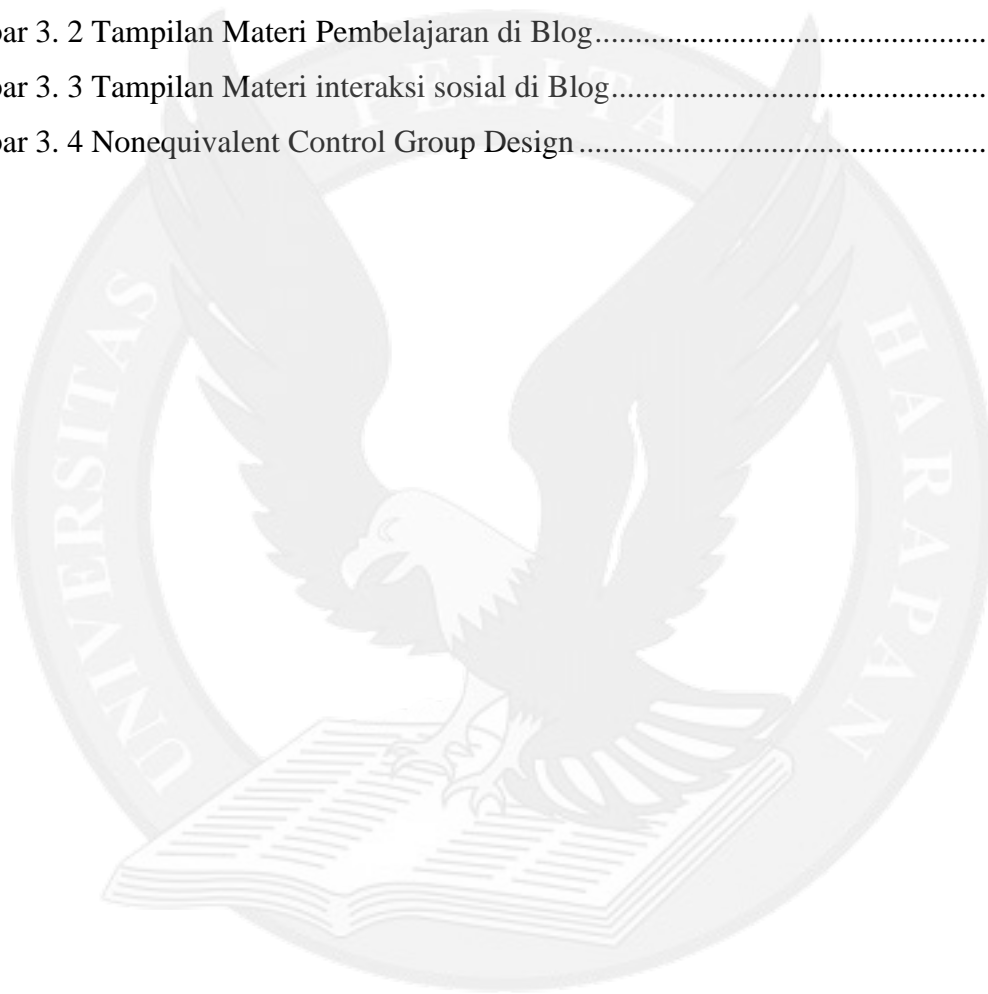 bar 3. 2 Tampilan Materi Pembelajaran di Blog................................................
bar 3. 3 Tampilan Materi interaksi sosial di Blog..............................................
bar 3. 4 Nonequivalent Control Group Design ..................................................
UNIVERSITAS PELITA HARAPAN